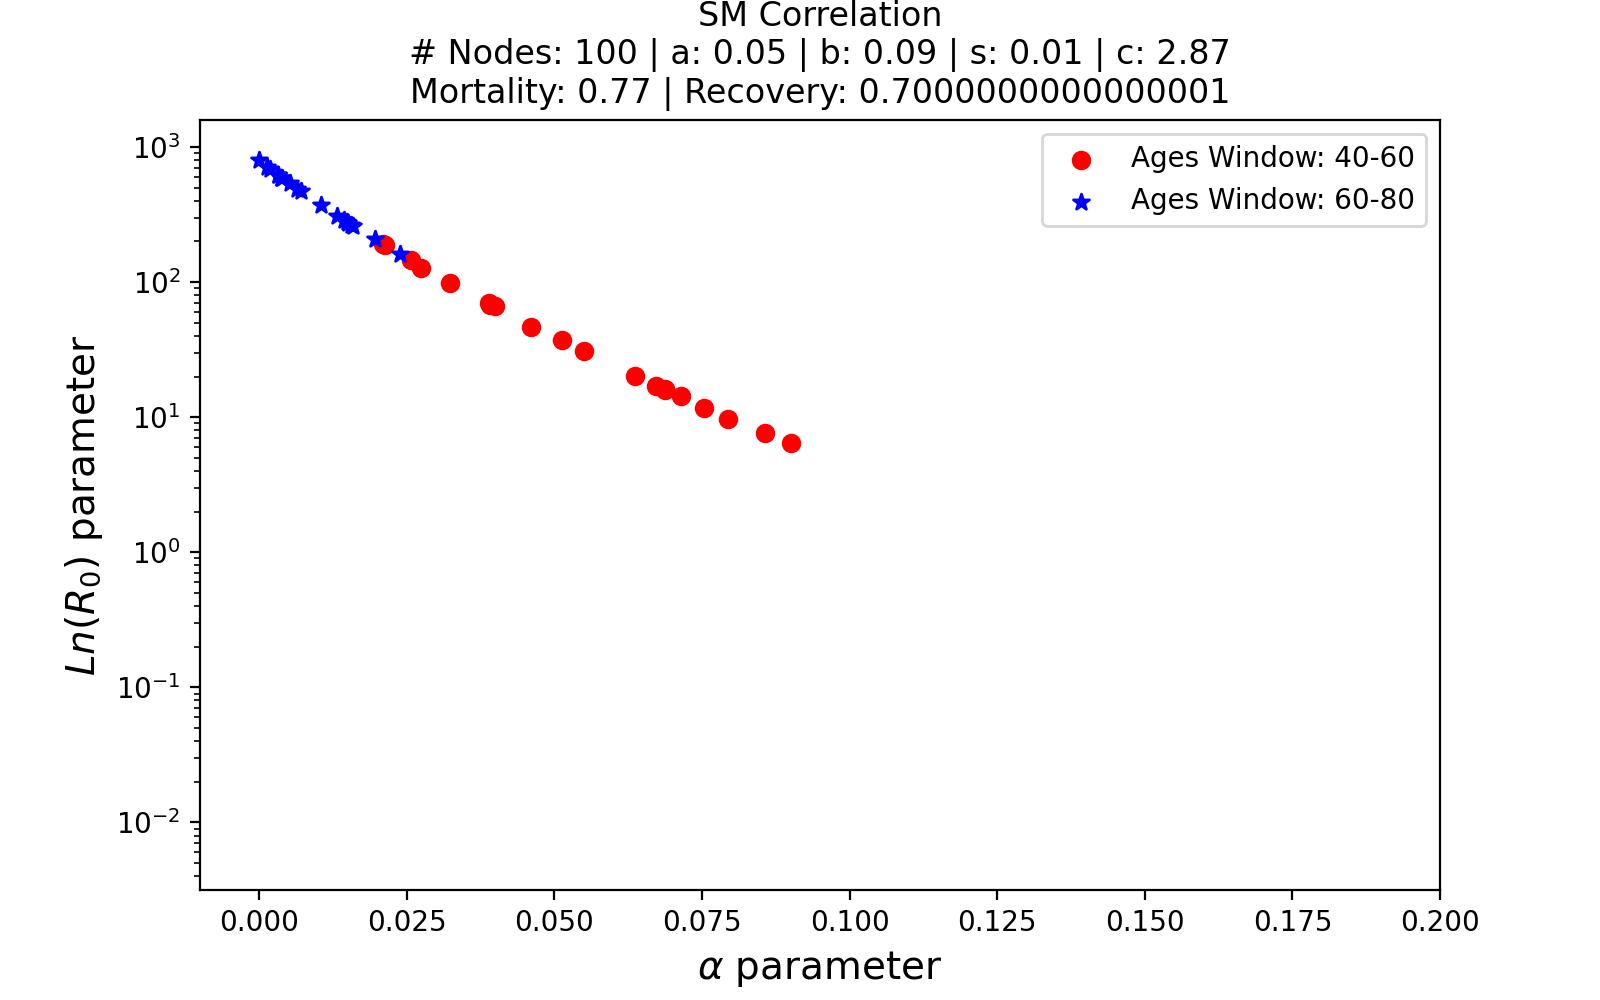 SM Correlation
# Nodes: 100 | a: 0.05 | b: 0.09 | s: 0.01 | c: 2.87
Mortality: 0.77 | Recovery: 0.7000000000000001
Ages Window: 40-60
Ages Window: 60-80
Ln(R₀) parameter
10³
10²
10¹
10⁰
10⁻¹
10⁻²
0.000 0.025 0.050 0.075 0.100 0.125 0.150 0.175 0.200
α parameter